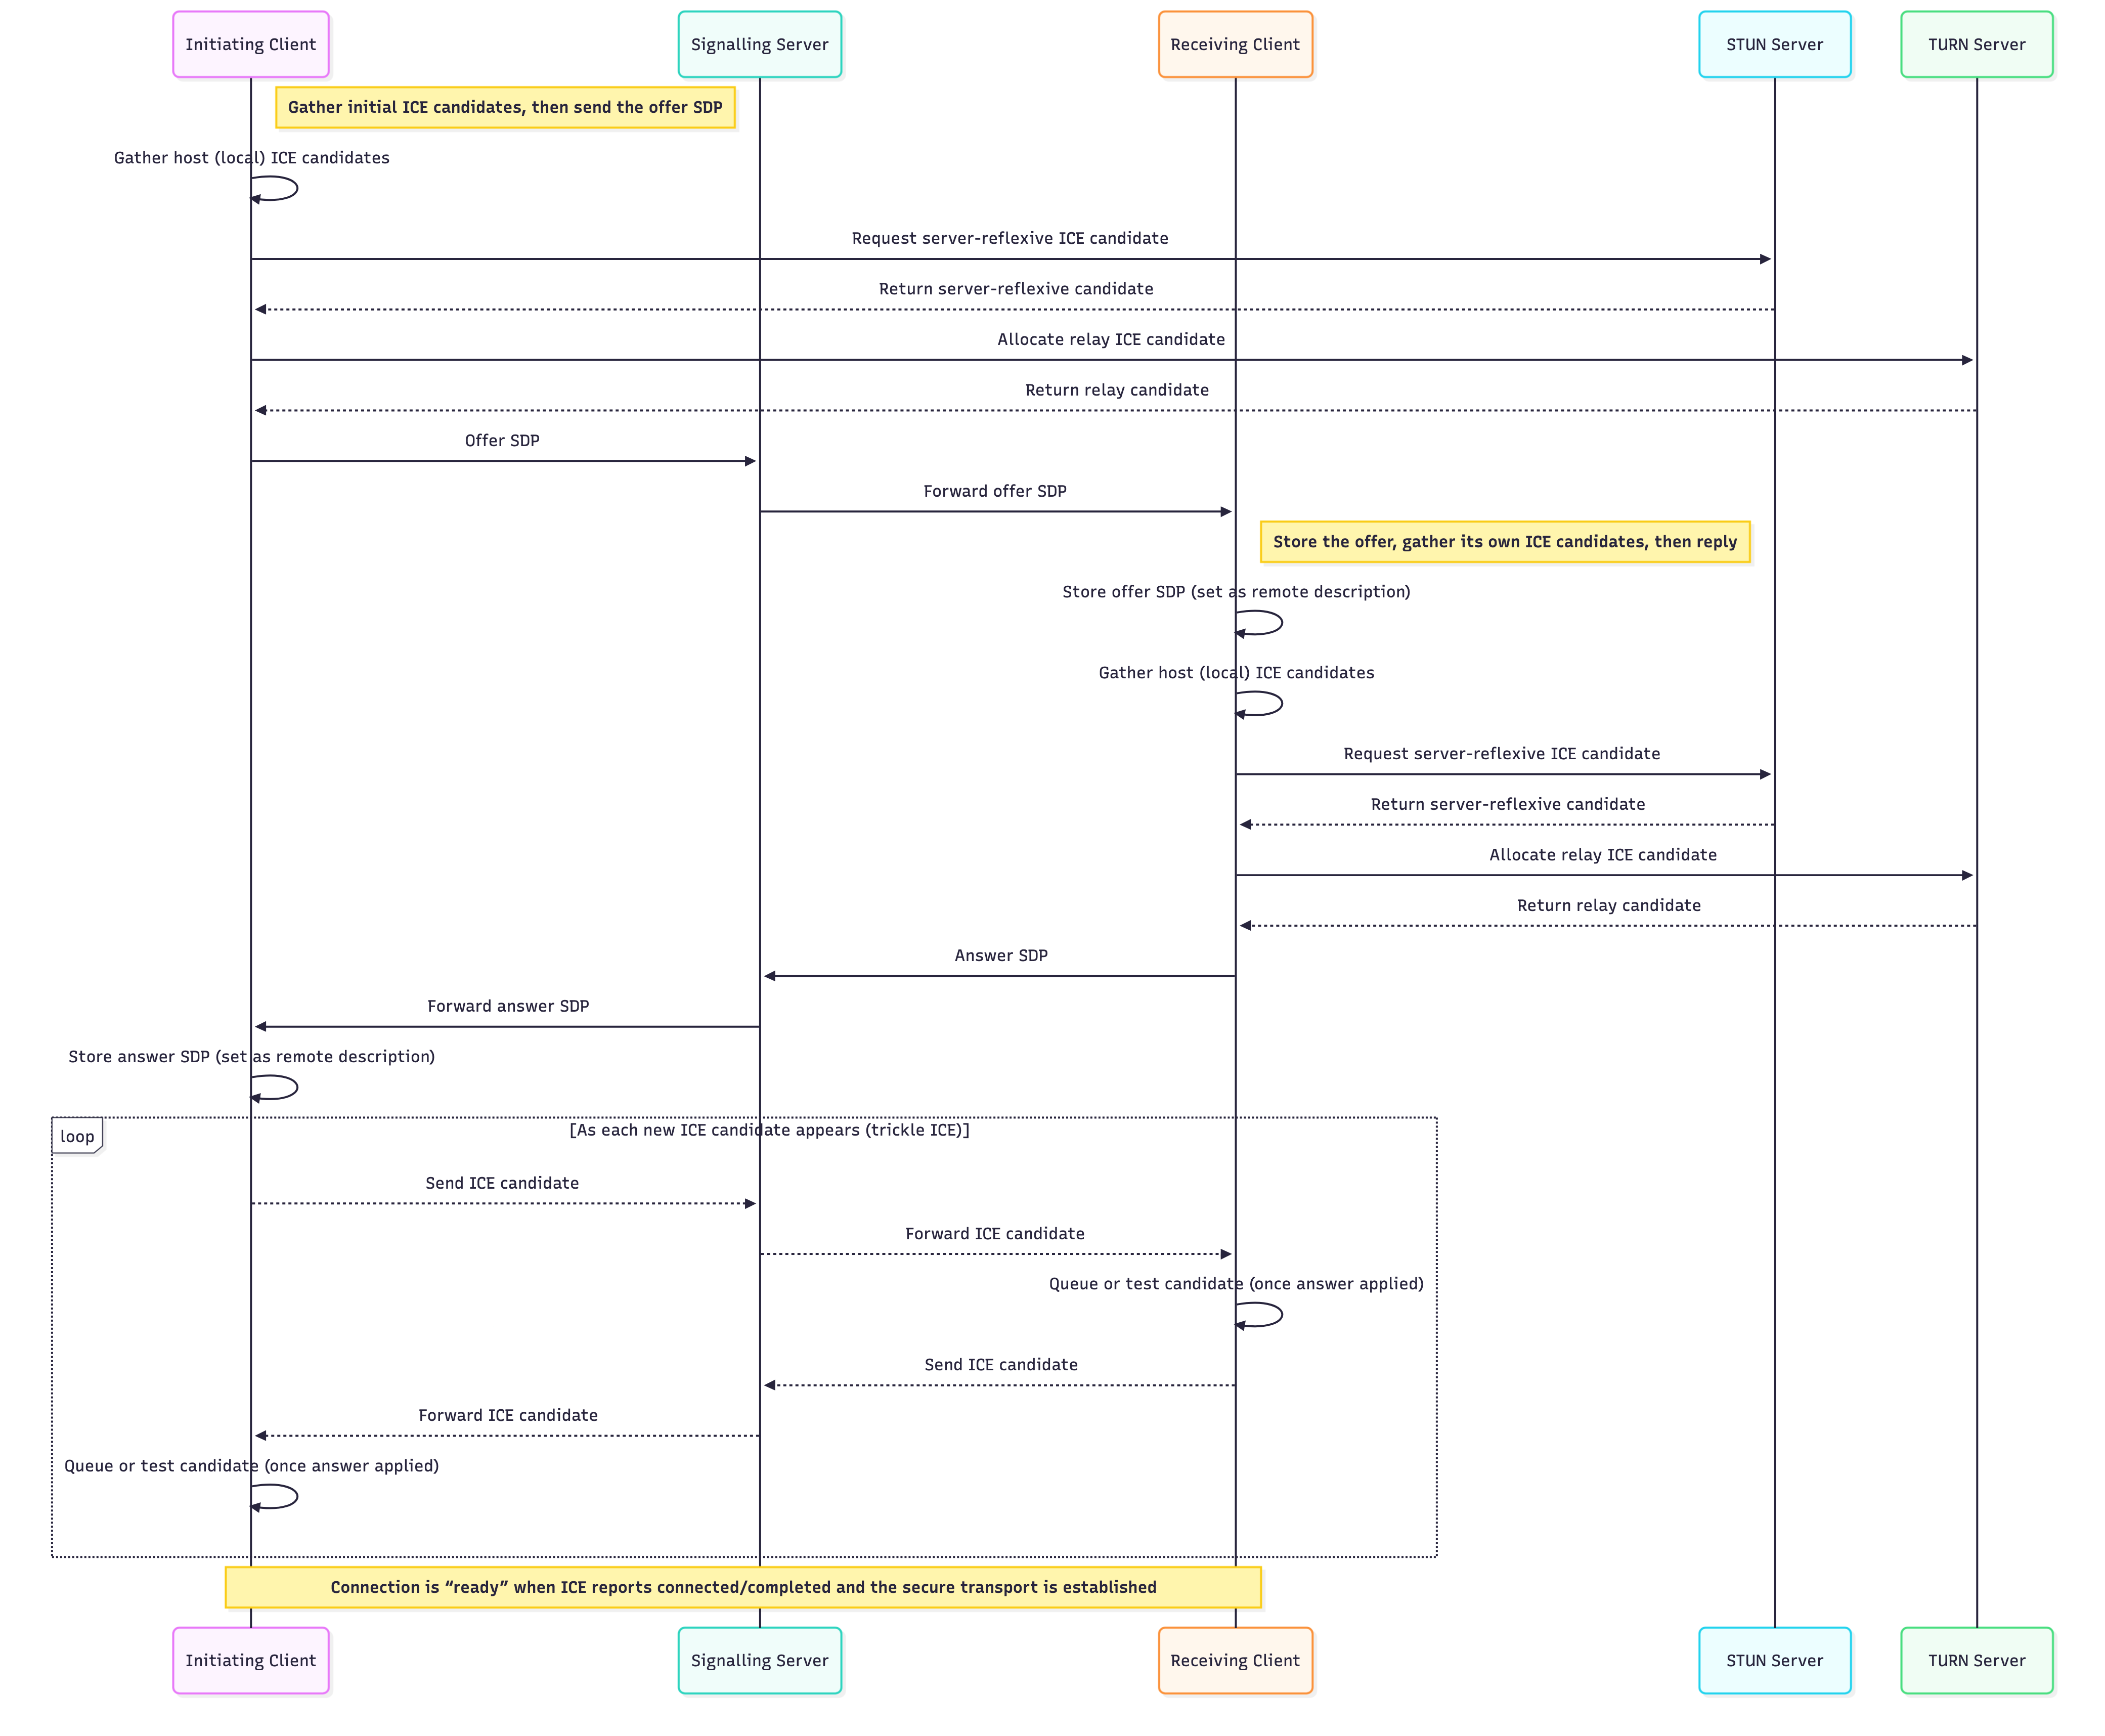 Initiating Client
Signalling Server
Receiving Client
STUN Server
TURN Server
Gather initial ICE candidates, then send the offer SDP
Gather host (local) ICE candidates
Request server-reflexive ICE candidate
Return server-reflexive candidate
Allocate relay ICE candidate
Return relay candidate
Offer SDP
Forward offer SDP
Store the offer, gather its own ICE candidates, then reply
Store offer SDP (set as remote description)
Gather host (local) ICE candidates
Request server-reflexive ICE candidate
Return server-reflexive candidate
Allocate relay ICE candidate
Return relay candidate
Answer SDP
Forward answer SDP
Store answer SDP (set as remote description)
loop
[As each new ICE candidate appears (trickle ICE)]
Send ICE candidate
Forward ICE candidate
Queue or test candidate (once answer applied)
Send ICE candidate
Forward ICE candidate
Queue or test candidate (once answer applied)
Connection is “ready” when ICE reports connected/completed and the secure transport is established
Initiating Client
Signalling Server
Receiving Client
STUN Server
TURN Server